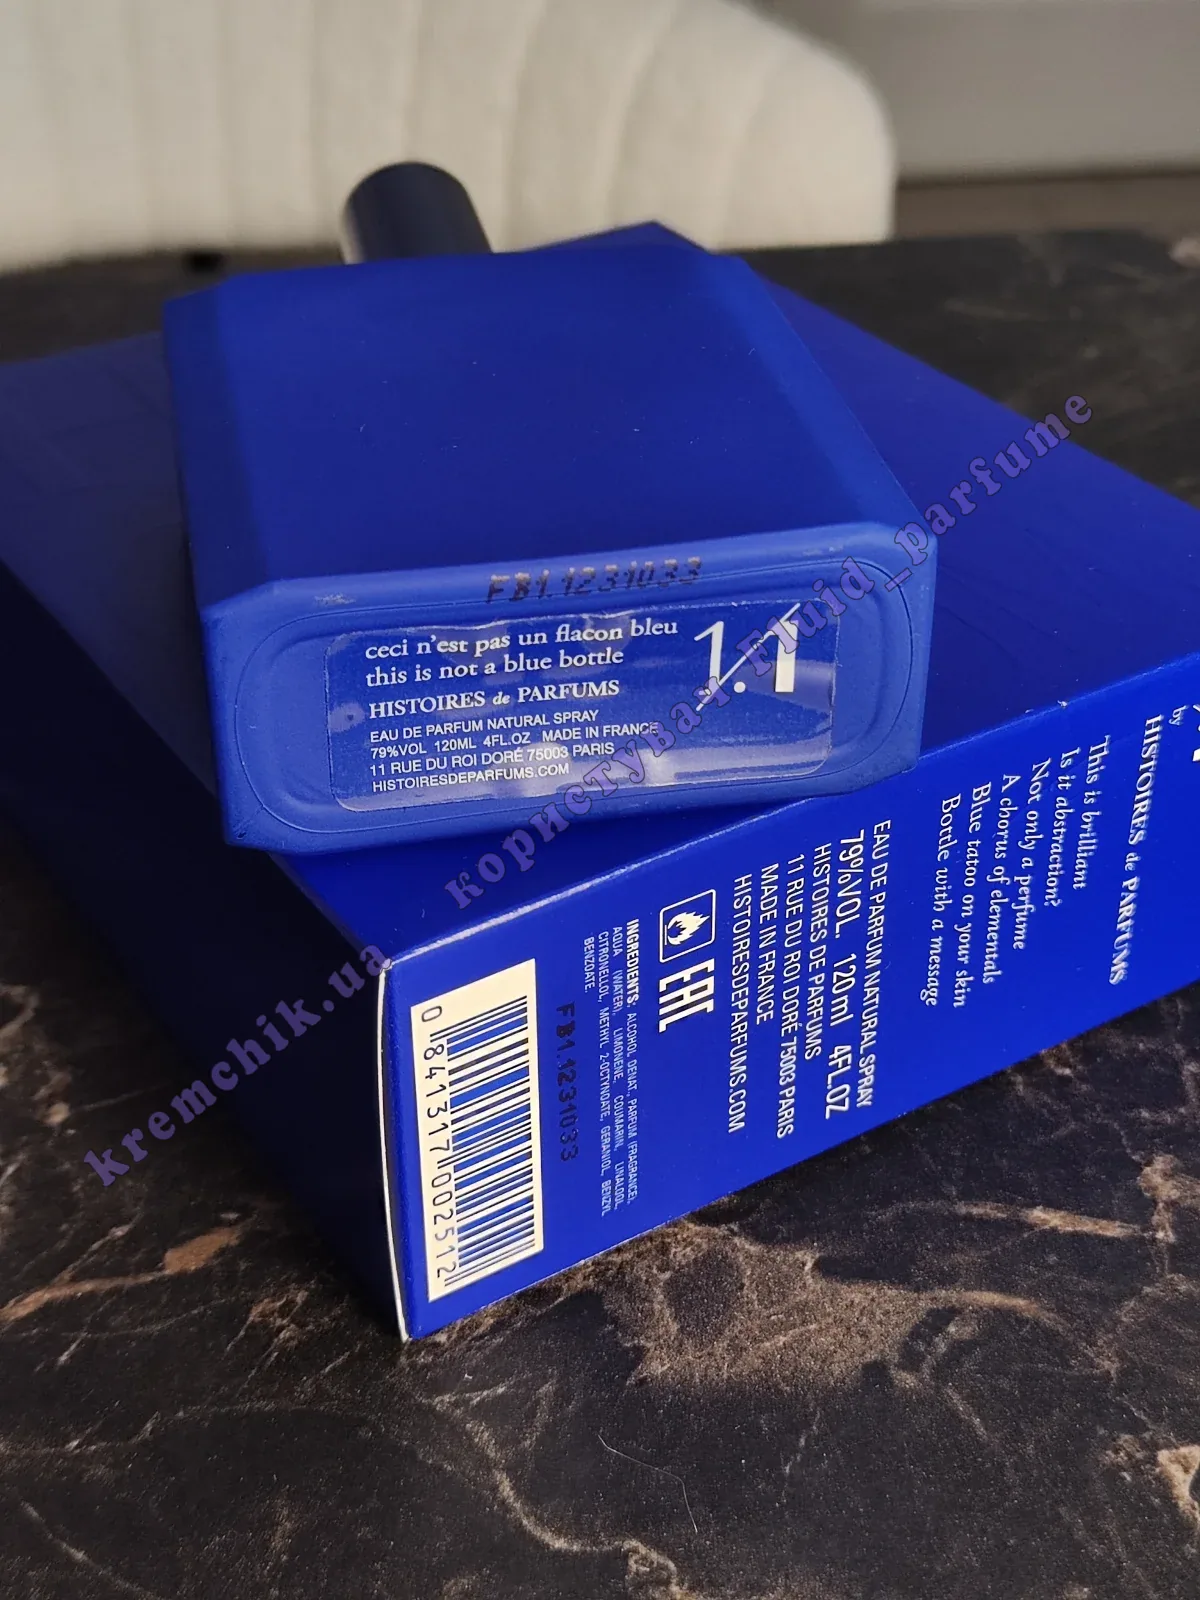 FB1.1231033
ceci n'est pas un flacon bleu
this is not a blue bottle
1.1
HISTOIRES de PARFUMS
EAU DE PARFUM NATURAL SPRAY
79%VOL 120ML 4FL.OZ MADE IN FRANCE
11 RUE DU ROI DORÉ 75003 PARIS
HISTOIRESDEPARFUMS.COM
by
HISTOIRES de PARFUMS
This is brilliant
Is it abstraction?
Not only a perfume
A chorus of elementals
Blue tatoo on your skin
Bottle with a message
EAU DE PARFUM NATURAL SPRAY
79%VOL. 120ml 4FL.OZ
HISTOIRES DE PARFUMS
11 RUE DU ROI DORÉ 75003 PARIS
MADE IN FRANCE
HISTOIRESDEPARFUMS.COM
EAC
INGREDIENTS: ALCOHOL DENAT., PARFUM (FRAGRANCE),
AQUA (WATER), LIMONENE, COUMARIN, LINALOOL,
CITRONELLOL, METHYL 2-OCTYNOATE, GERANIOL, BENZYL
BENZOATE.
FB1.1231033
0 841317 002512
kremchik.ua користувач Fluid_parfume